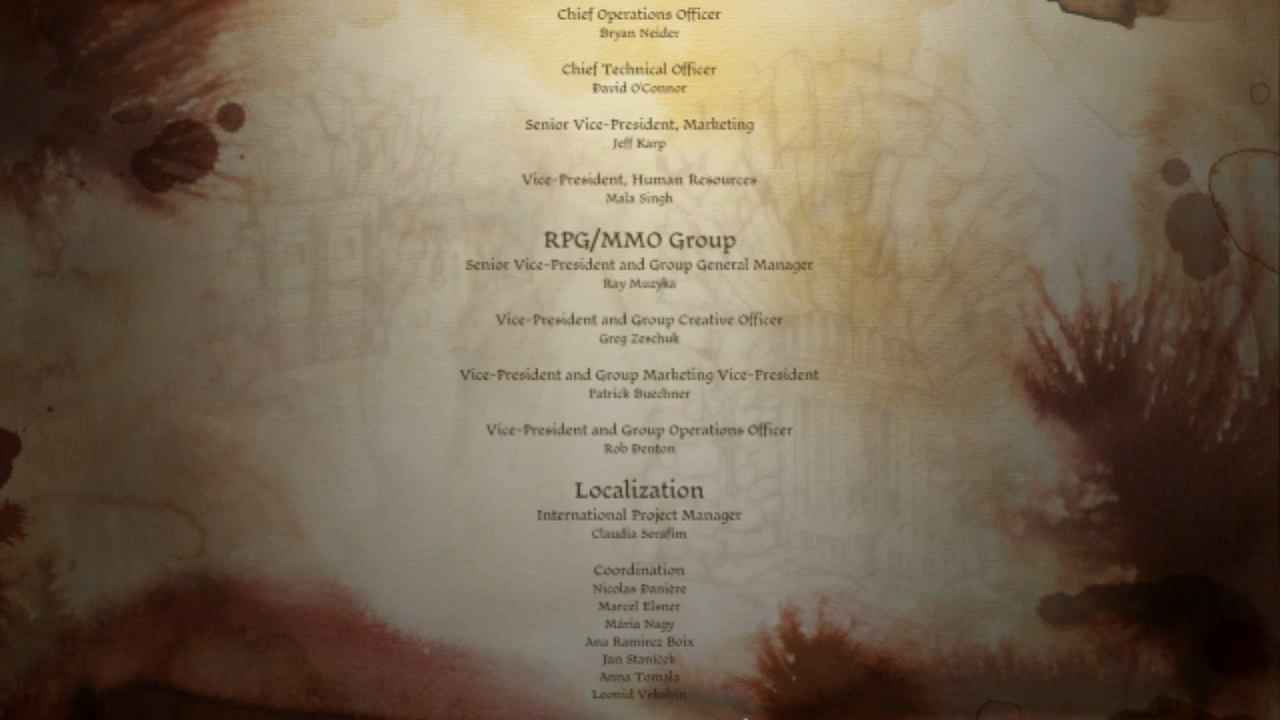 Chief Operations Officer
Bryan Neider
Chief Technical Officer
David O'Connor
Senior Vice-President, Marketing
Jeff Karp
Vice-President, Human Resources
Mala Singh
RPG/MMO Group
Senior Vice-President and Group General Manager
Ray Muzyka
Vice-President and Group Creative Officer
Greg Zeschuk
Vice-President and Group Marketing Vice-President
Patrick Buechner
Vice-President and Group Operations Officer
Rob Denton
Localization
International Project Manager
Claudia Serafim
Coordination
Nicolas Danière
Marcel Elsner
Mária Nagy
Ana Ramirez Boix
Jan Staníček
Anna Tomala
Leonid